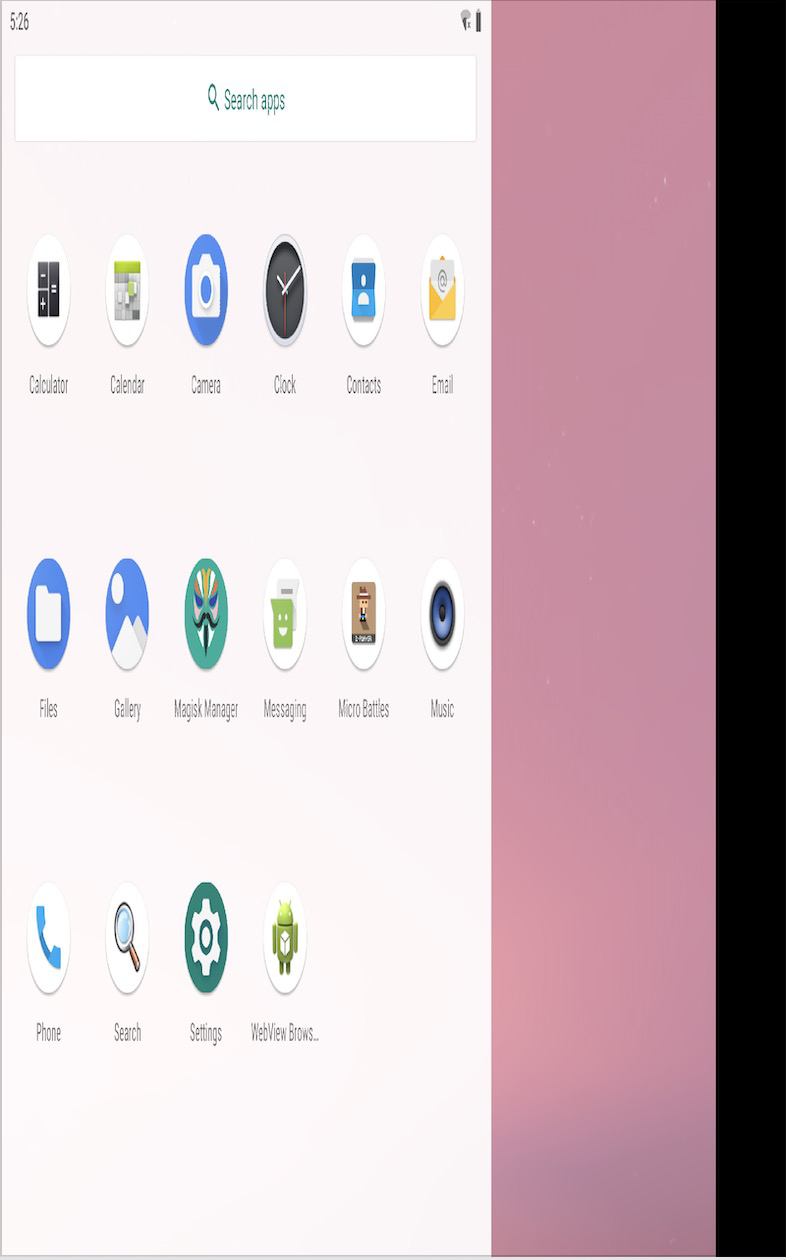 5:26
Search apps
Calculator
Calendar
Camera
Clock
Contacts
Email
Files
Gallery
Magisk Manager
Messaging
Micro Battles
Music
Phone
Search
Settings
WebView Brows...